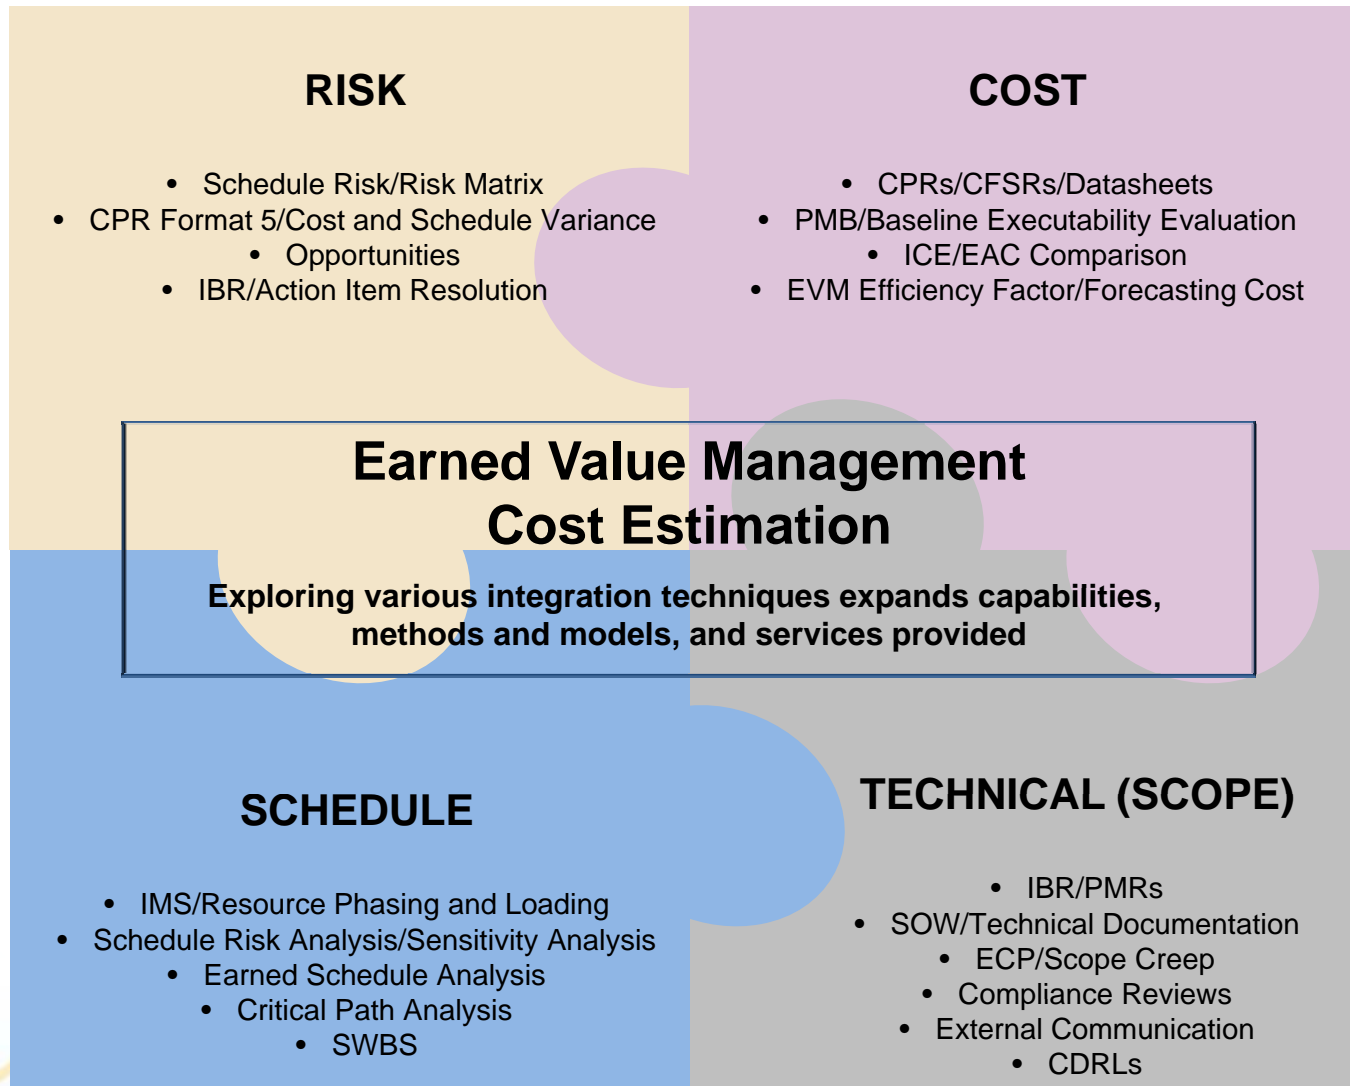 RISK
• Schedule Risk/Risk Matrix
• CPR Format 5/Cost and Schedule Variance
• Opportunities
• IBR/Action Item Resolution
COST
• CPRs/CFSRs/Datasheets
• PMB/Baseline Executability Evaluation
• ICE/EAC Comparison
• EVM Efficiency Factor/Forecasting Cost
Earned Value Management
Cost Estimation
Exploring various integration techniques expands capabilities,
methods and models, and services provided
SCHEDULE
• IMS/Resource Phasing and Loading
• Schedule Risk Analysis/Sensitivity Analysis
• Earned Schedule Analysis
• Critical Path Analysis
• SWBS
TECHNICAL (SCOPE)
• IBR/PMRs
• SOW/Technical Documentation
• ECP/Scope Creep
• Compliance Reviews
• External Communication
• CDRLs